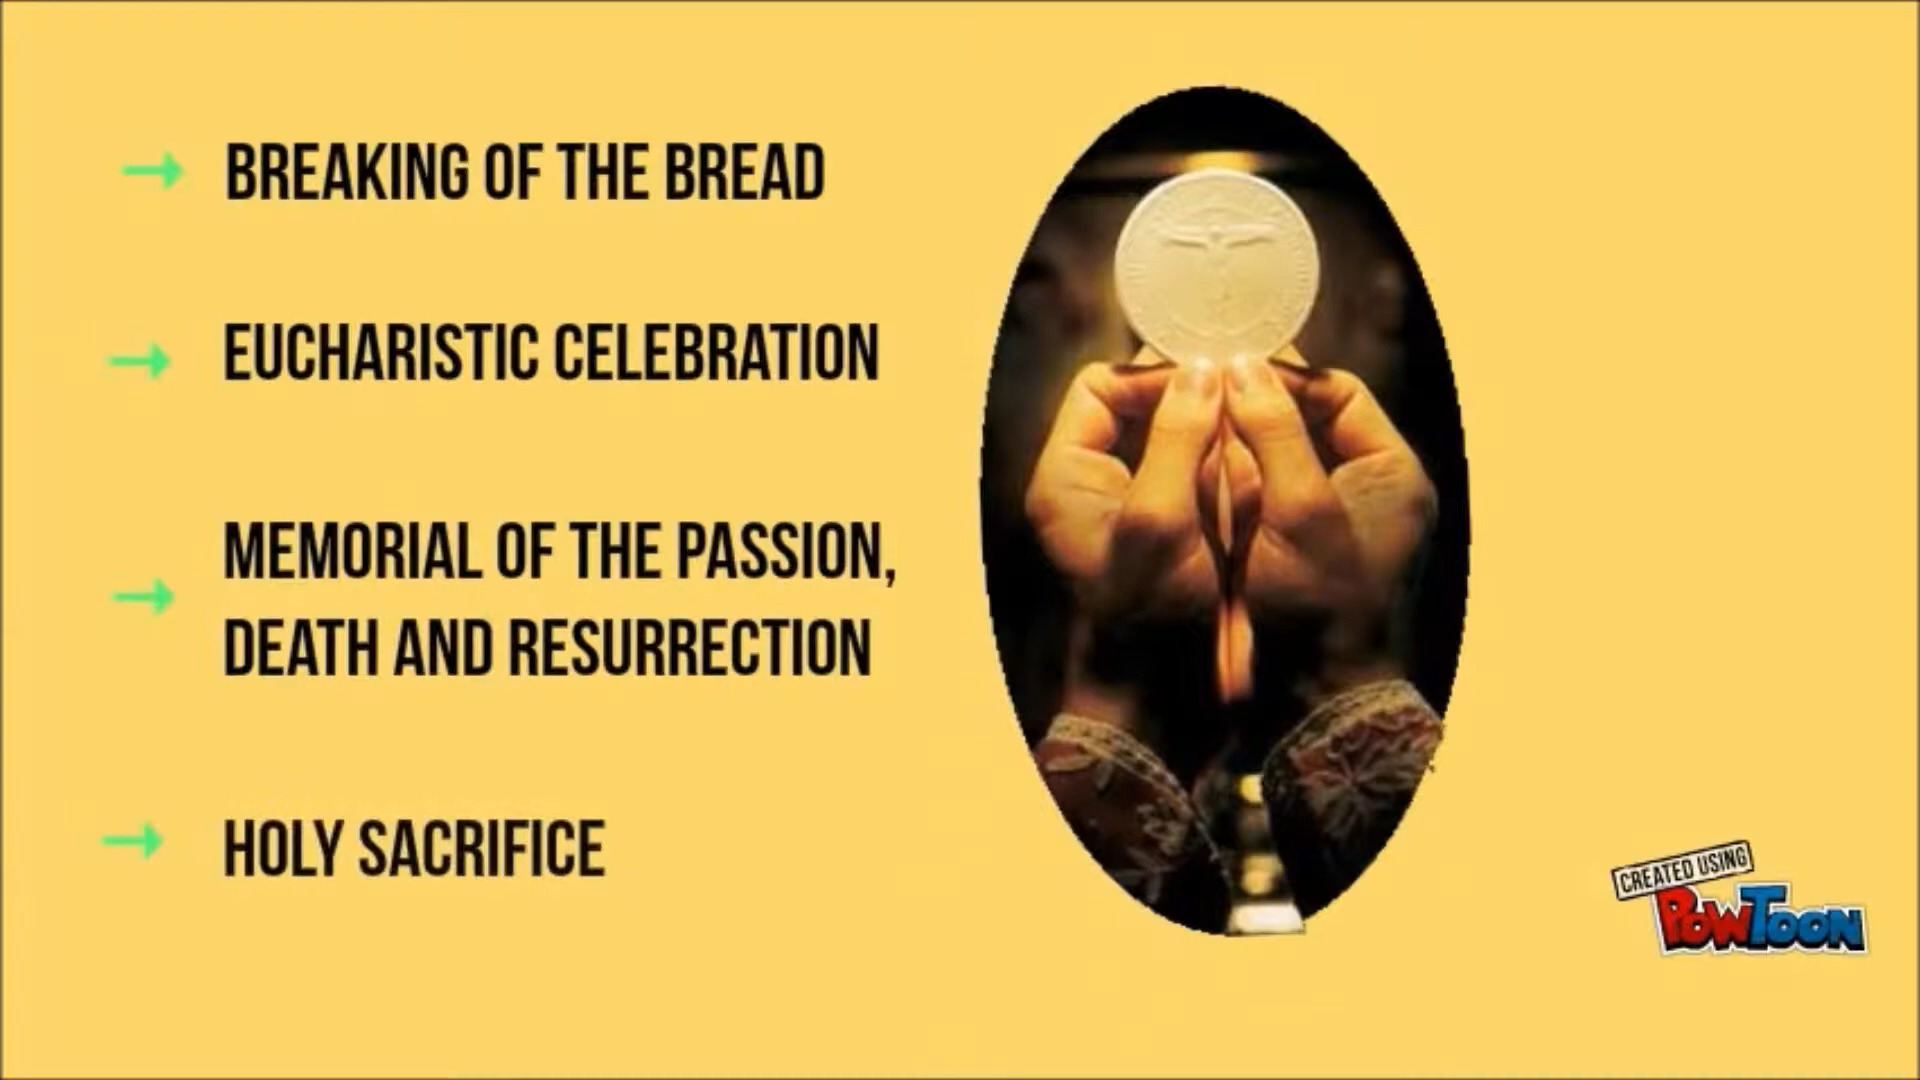 BREAKING OF THE BREAD
EUCHARISTIC CELEBRATION
MEMORIAL OF THE PASSION,
DEATH AND RESURRECTION
HOLY SACRIFICE
CREATED USING
POWTOON